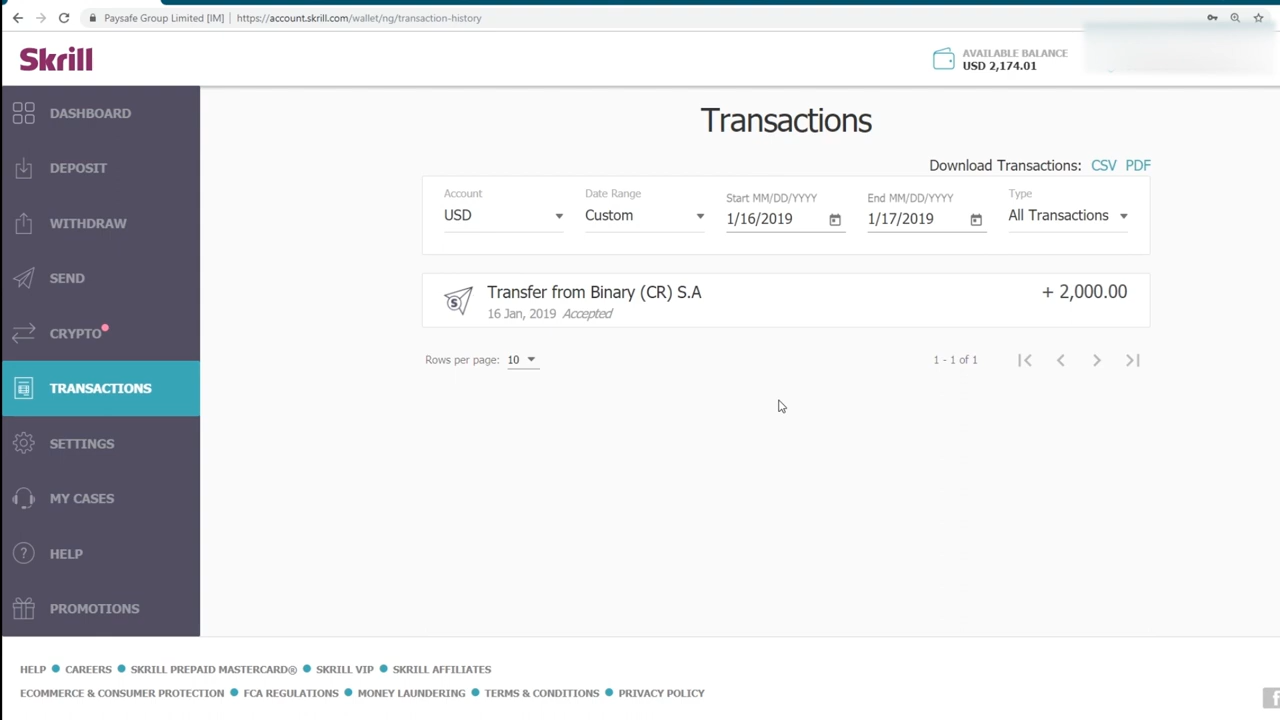 Paysafe Group Limited [IM] | https://account.skrill.com/wallet/ng/transaction-history
Skrill
AVAILABLE BALANCE
USD 2,174.01
DASHBOARD
DEPOSIT
WITHDRAW
SEND
CRYPTO
TRANSACTIONS
SETTINGS
MY CASES
HELP
PROMOTIONS
Transactions
Download Transactions: CSV PDF
Account
USD
Date Range
Custom
Start MM/DD/YYYY
1/16/2019
End MM/DD/YYYY
1/17/2019
Type
All Transactions
Transfer from Binary (CR) S.A
+ 2,000.00
16 Jan, 2019 Accepted
Rows per page: 10
1 - 1 of 1
HELP CAREERS SKRILL PREPAID MASTERCARD® SKRILL VIP SKRILL AFFILIATES
ECOMMERCE & CONSUMER PROTECTION FCA REGULATIONS MONEY LAUNDERING TERMS & CONDITIONS PRIVACY POLICY